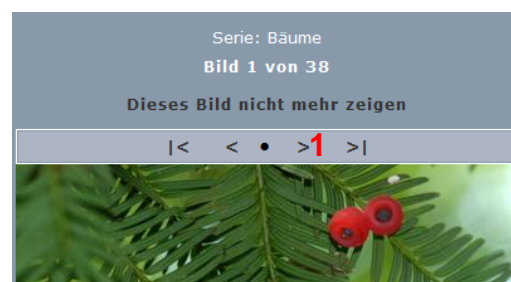 Serie: Bäume
Bild 1 von 38
Dieses Bild nicht mehr zeigen
|< < • >1 >|